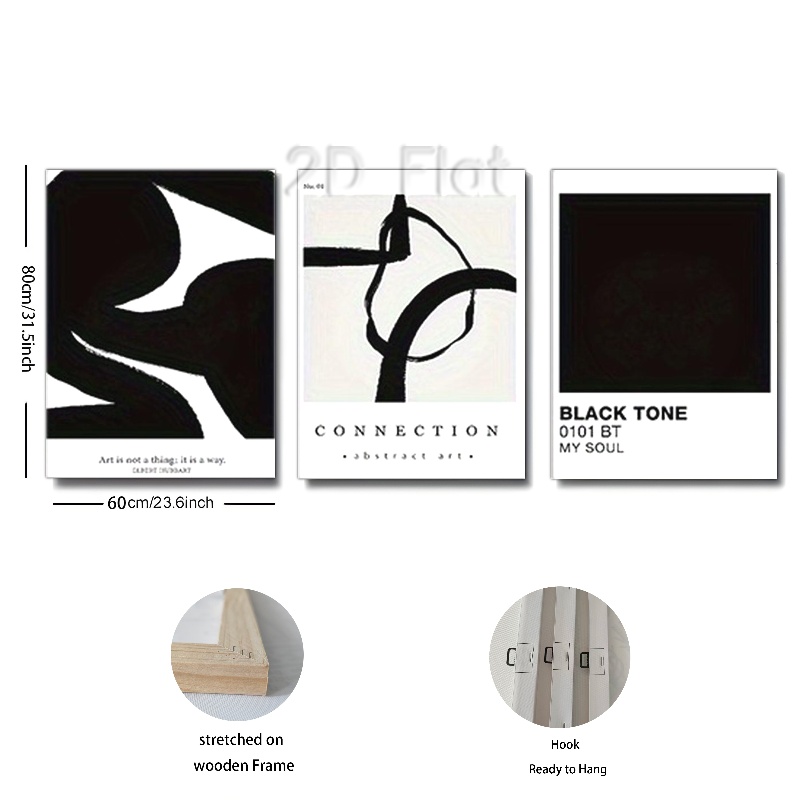 2D Flat
80cm/31.5inch
Art is not a thing; it is a way.
No. 01
CONNECTION
• abstract art •
BLACK TONE
0101 BT
MY SOUL
60cm/23.6inch
stretched on
wooden Frame
Hook
Ready to Hang